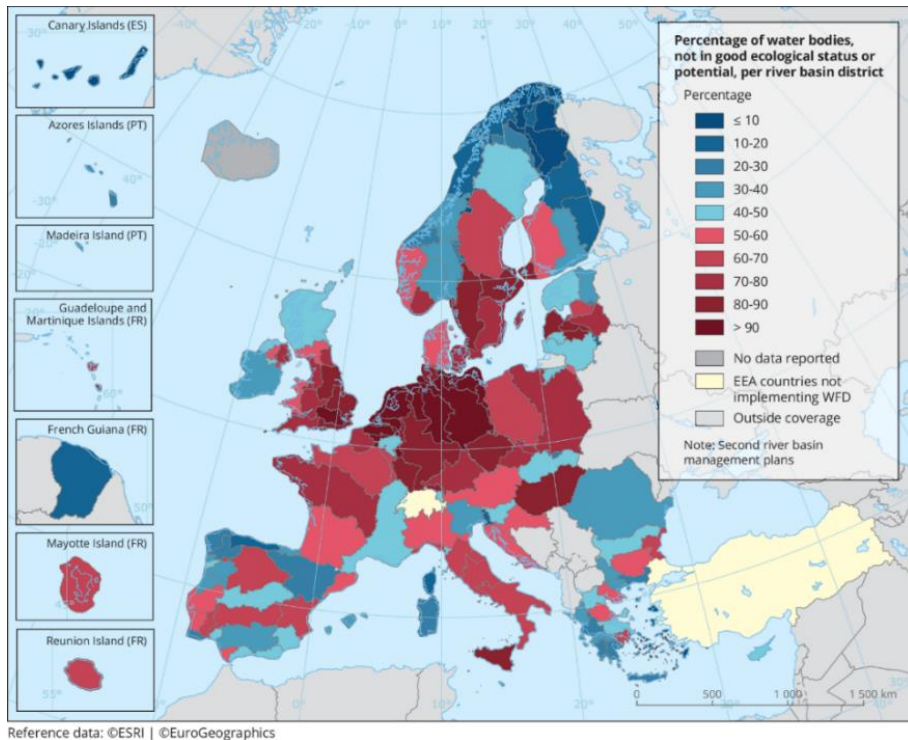 Canary Islands (ES)
Azores Islands (PT)
Madeira Island (PT)
Guadeloupe and
Martinique Islands (FR)
French Guiana (FR)
Mayotte Island (FR)
Reunion Island (FR)
Percentage of water bodies,
not in good ecological status or
potential, per river basin district
Percentage
≤ 10
10-20
20-30
30-40
40-50
50-60
60-70
70-80
80-90
> 90
No data reported
EEA countries not
implementing WFD
Outside coverage
Note: Second river basin
management plans
0 500 1 000 1 500 km
Reference data: ©ESRI | ©EuroGeographics